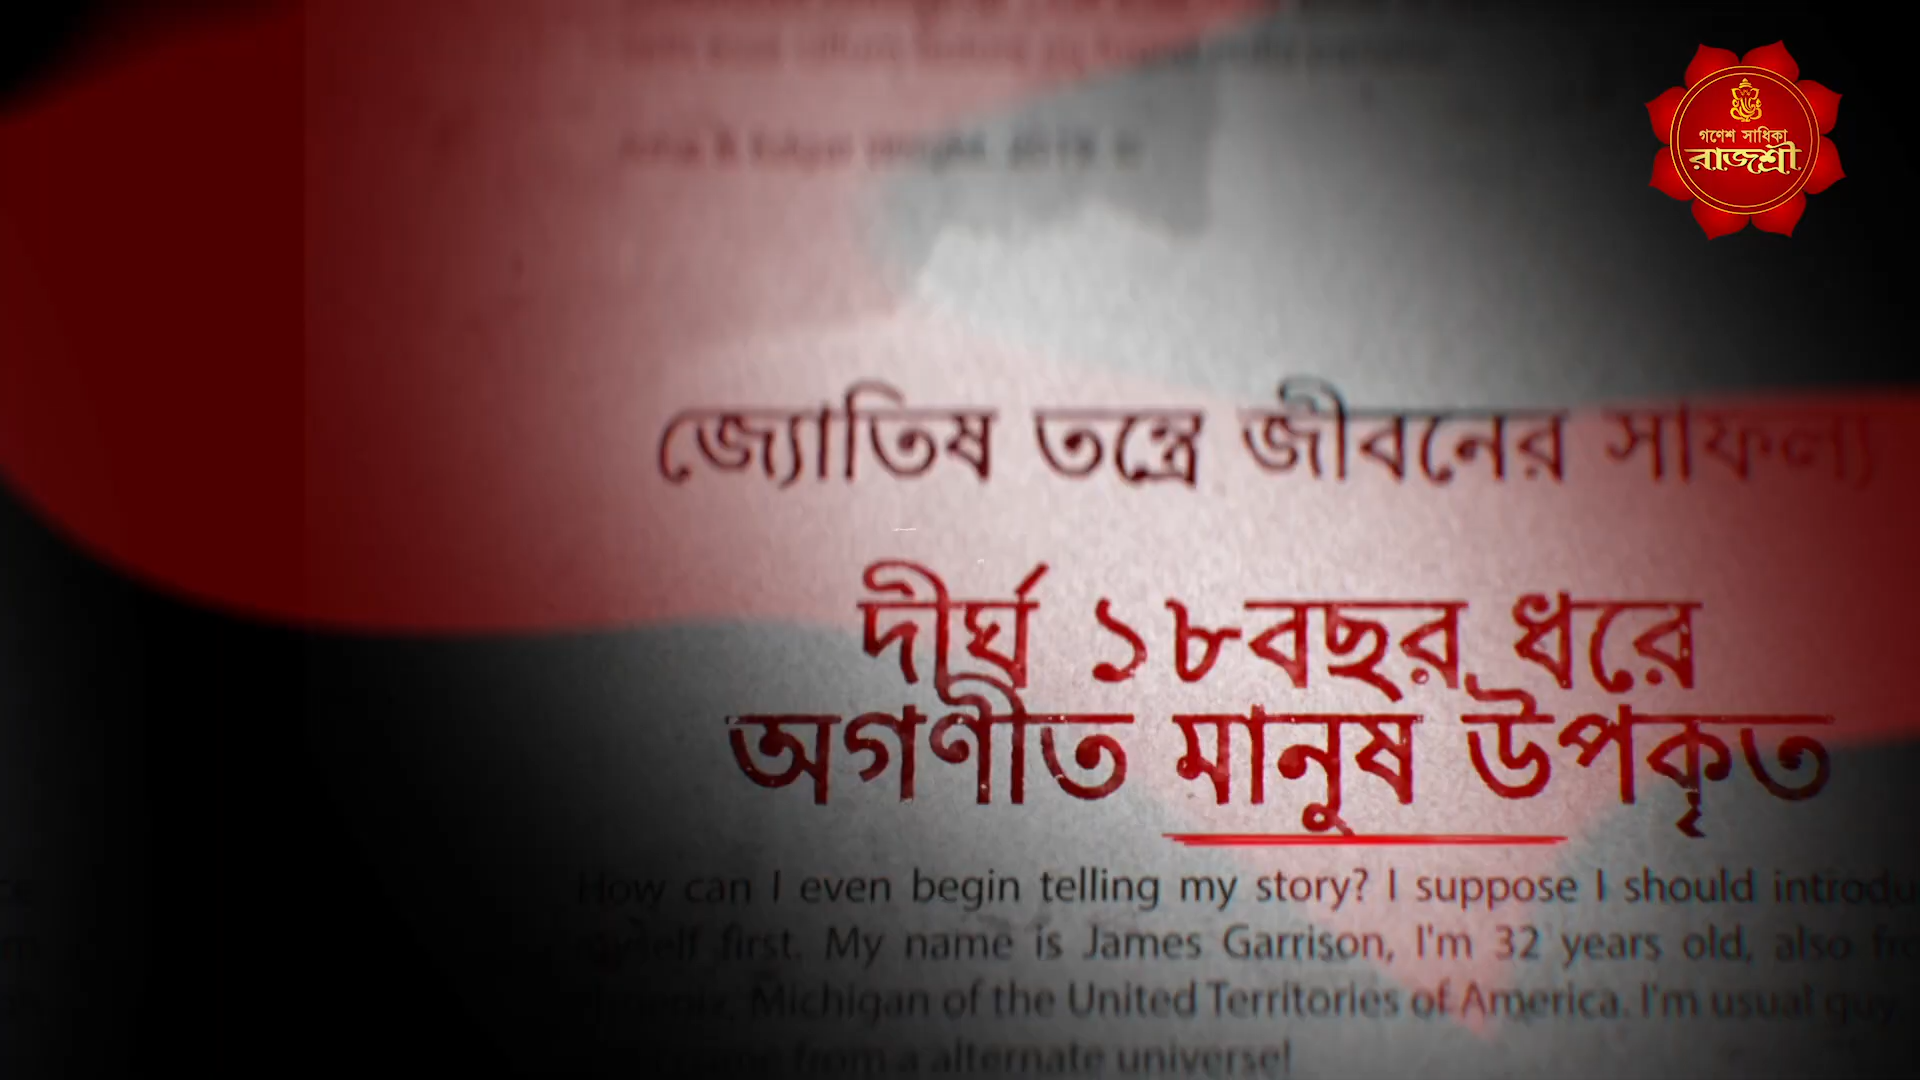 গণেশ সাধিকা
রাজশ্রী
জ্যোতিষ তন্ত্রে জীবনের সাফল্য
দীর্ঘ ১৮বছর ধরে
অগণীত মানুষ উপকৃত
How can I even begin telling my story? I suppose I should
first. My name is James Garrison, I'm 32 years old, also
Michigan of the United Territories of America. I'm usual guy
from a alternate universe!